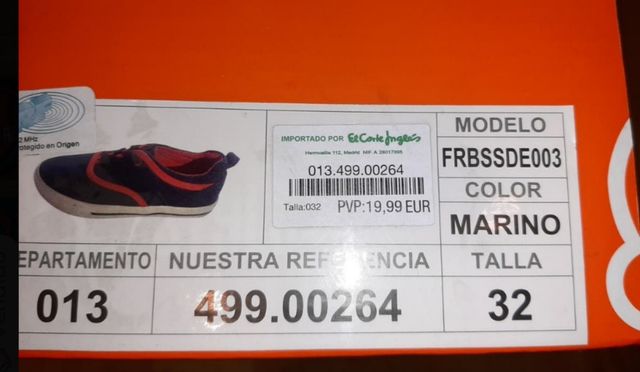 2 MHz
rotegido en Origen
IMPORTADO POR El Corte Inglés
Hermosilla 112, Madrid NIF A 28017895
013.499.00264
Talla:032 PVP:19,99 EUR
MODELO
FRBSSDE003
COLOR
MARINO
EPARTAMENTO NUESTRA REFERENCIA TALLA
013 499.00264 32